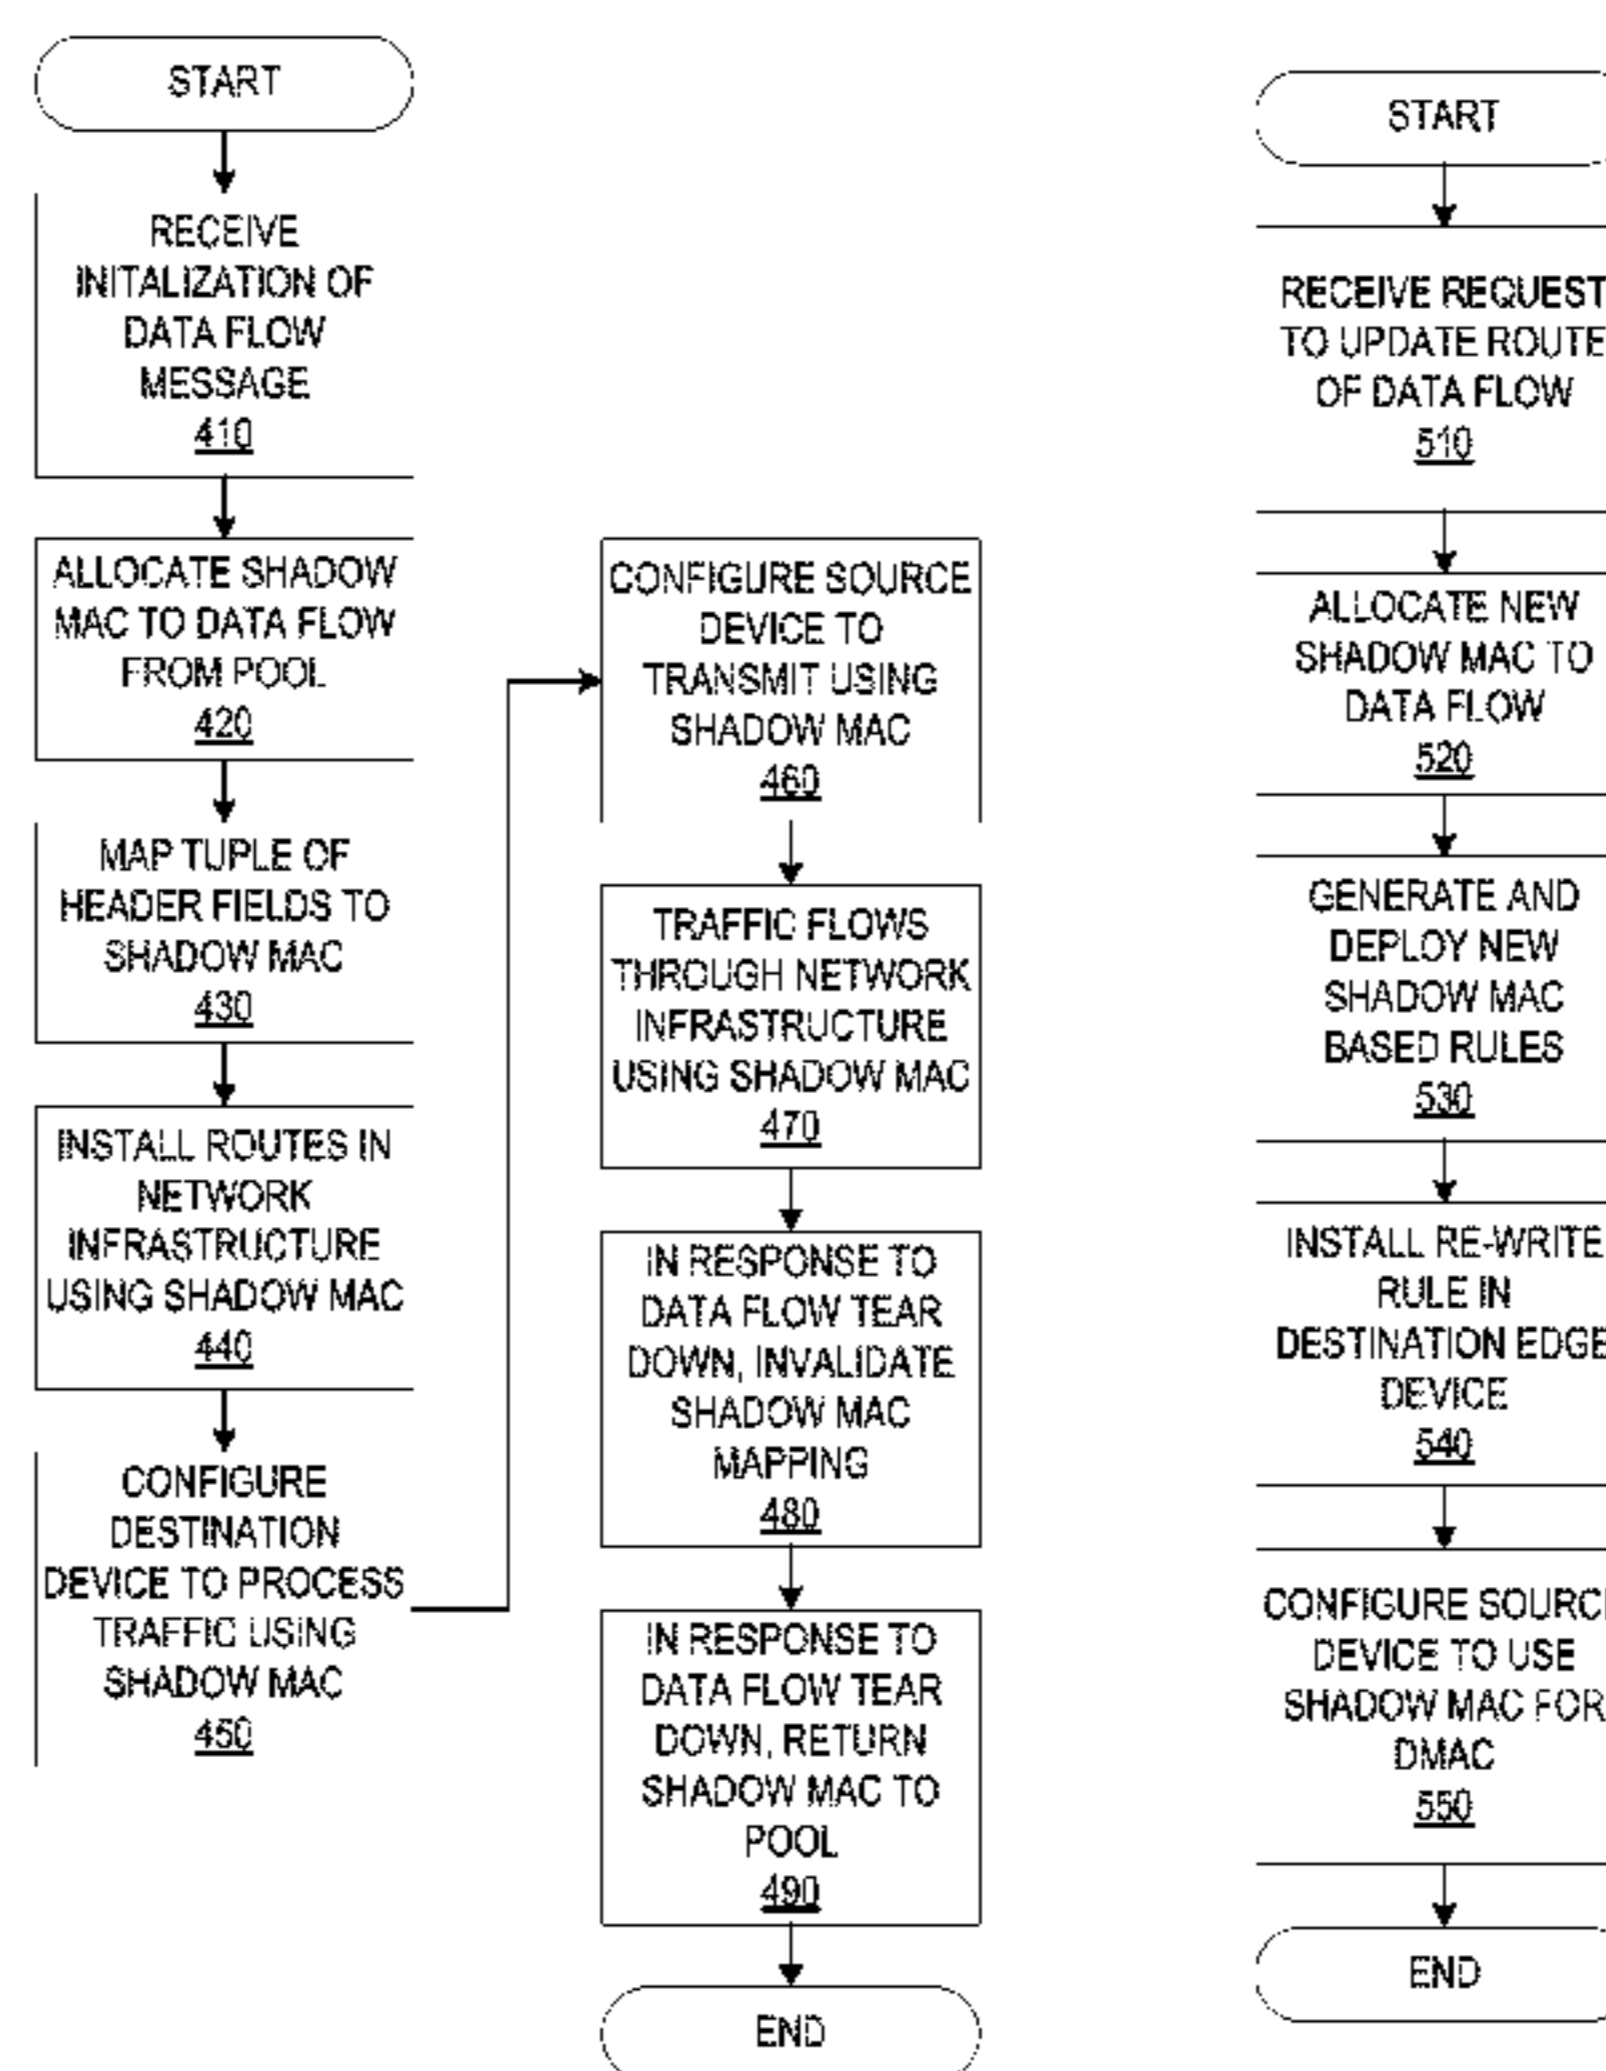 START
RECEIVE
INITALIZATION OF
DATA FLOW
MESSAGE
410
ALLOCATE SHADOW
MAC TO DATA FLOW
FROM POOL
420
MAP TUPLE OF
HEADER FIELDS TO
SHADOW MAC
430
INSTALL ROUTES IN
NETWORK
INFRASTRUCTURE
USING SHADOW MAC
440
CONFIGURE
DESTINATION
DEVICE TO PROCESS
TRAFFIC USING
SHADOW MAC
450
CONFIGURE SOURCE
DEVICE TO
TRANSMIT USING
SHADOW MAC
460
TRAFFIC FLOWS
THROUGH NETWORK
INFRASTRUCTURE
USING SHADOW MAC
470
IN RESPONSE TO
DATA FLOW TEAR
DOWN, INVALIDATE
SHADOW MAC
MAPPING
480
IN RESPONSE TO
DATA FLOW TEAR
DOWN, RETURN
SHADOW MAC TO
POOL
490
END
START
RECEIVE REQUEST
TO UPDATE ROUTE
OF DATA FLOW
510
ALLOCATE NEW
SHADOW MAC TO
DATA FLOW
520
GENERATE AND
DEPLOY NEW
SHADOW MAC
BASED RULES
530
INSTALL RE-WRITE
RULE IN
DESTINATION EDGE
DEVICE
540
CONFIGURE SOURCE
DEVICE TO USE
SHADOW MAC FOR
DMAC
550
END